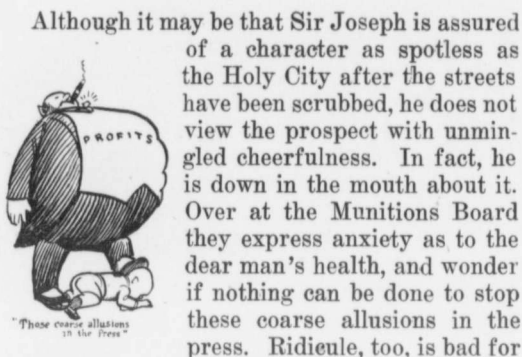 Although it may be that Sir Joseph is assured
of a character as spotless as
the Holy City after the streets
have been scrubbed, he does not
view the prospect with unmin-
gled cheerfulness. In fact, he
is down in the mouth about it.
Over at the Munitions Board
they express anxiety as to the
dear man's health, and wonder
if nothing can be done to stop
these coarse allusions in the
press. Ridicule, too, is bad for
PROFITS
"These coarse allusions
in the Press"